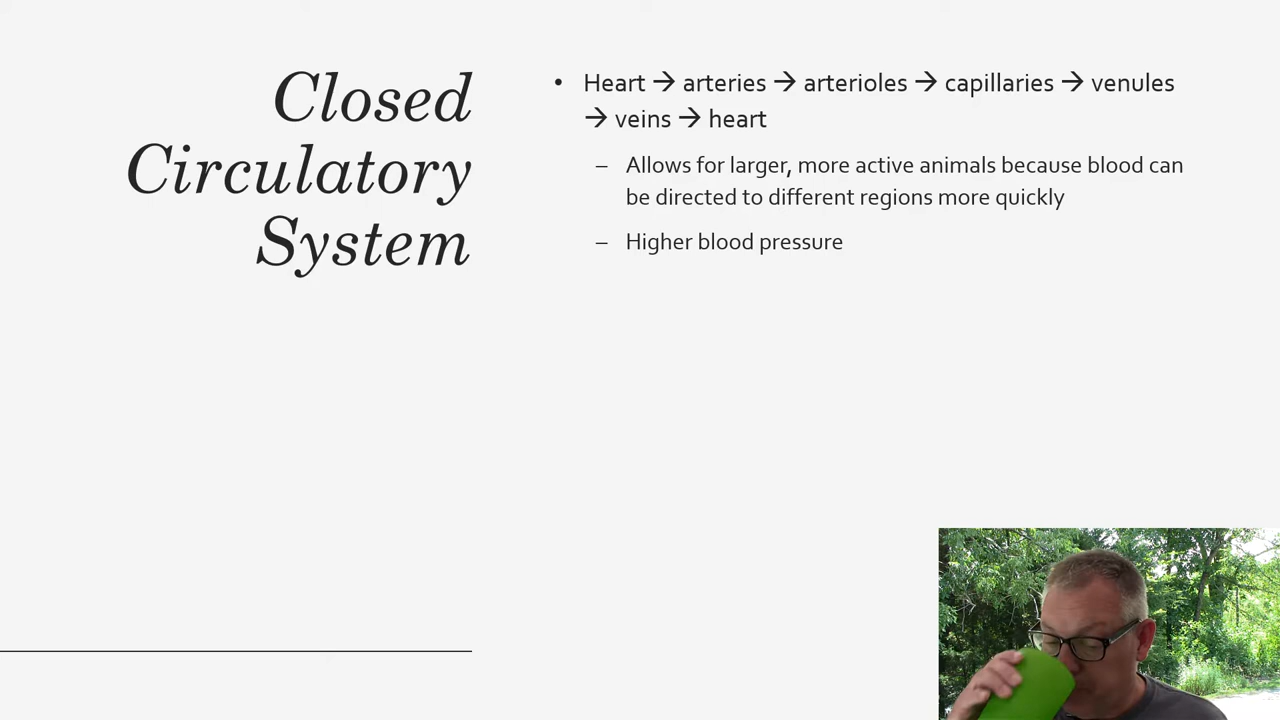 Closed
Circulatory
System
• Heart → arteries → arterioles → capillaries → venules
→ veins → heart
– Allows for larger, more active animals because blood can
be directed to different regions more quickly
– Higher blood pressure